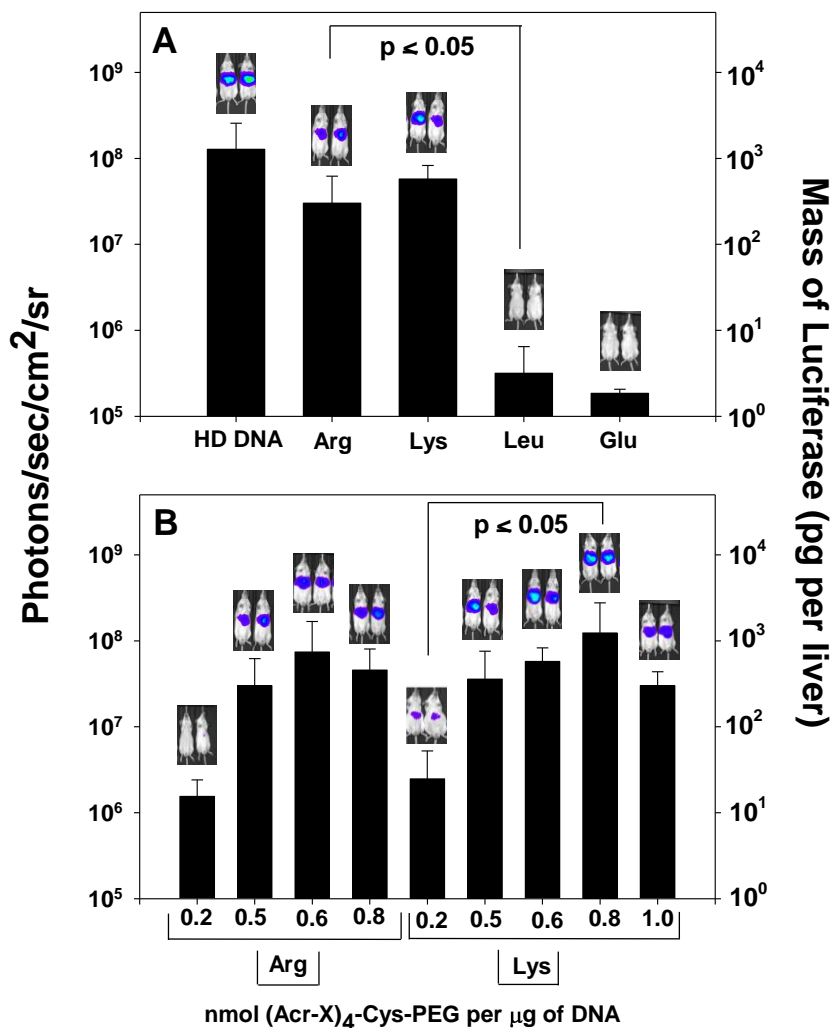 A
p ≤ 0.05
10⁹
10⁸
10⁷
10⁶
10⁵
10⁴
10³
10²
10¹
10⁰
HD DNA Arg Lys Leu Glu
Photons/sec/cm²/sr
Mass of Luciferase (pg per liver)
B
p ≤ 0.05
10⁹
10⁸
10⁷
10⁶
10⁵
10⁴
10³
10²
10¹
10⁰
0.2 0.5 0.6 0.8 0.2 0.5 0.6 0.8 1.0
Arg Lys
nmol (Acr-X)₄-Cys-PEG per μg of DNA